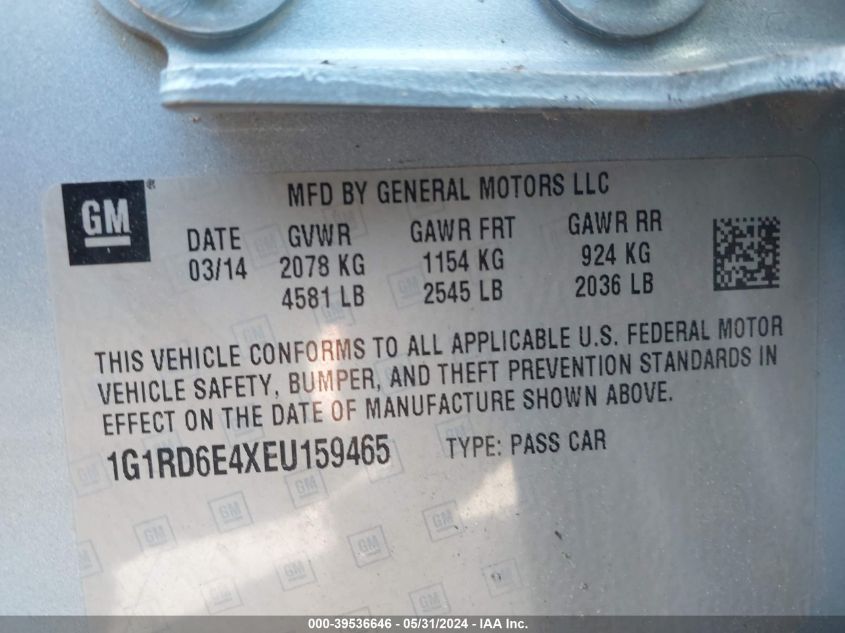 MFD BY GENERAL MOTORS LLC
GM®
DATE GVWR GAWR FRT GAWR RR
03/14 2078 KG 1154 KG 924 KG
4581 LB 2545 LB 2036 LB
THIS VEHICLE CONFORMS TO ALL APPLICABLE U.S. FEDERAL MOTOR
VEHICLE SAFETY, BUMPER, AND THEFT PREVENTION STANDARDS IN
EFFECT ON THE DATE OF MANUFACTURE SHOWN ABOVE.
1G1RD6E4XEU159465 TYPE: PASS CAR
000-39536646 - 05/31/2024 - IAA Inc.